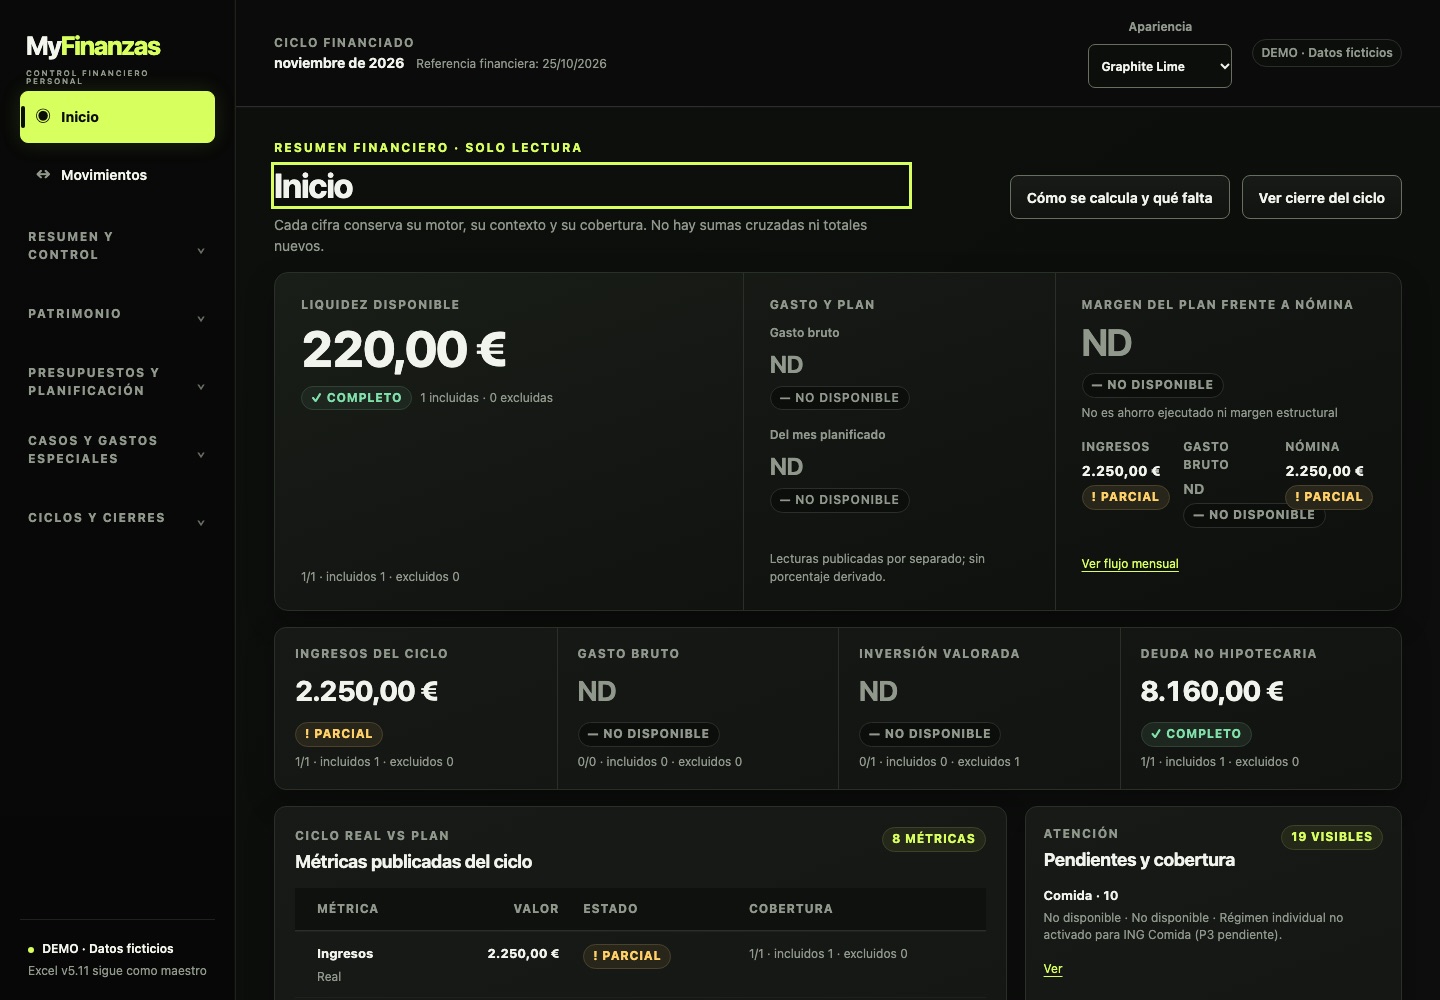 MyFinanzas
CONTROL FINANCIERO
PERSONAL
Inicio
Movimientos
RESUMEN Y
CONTROL
PATRIMONIO
PRESUPUESTOS Y
PLANIFICACIÓN
CASOS Y GASTOS
ESPECIALES
CICLOS Y CIERRES
DEMO · Datos ficticios
Excel v5.11 sigue como maestro
CICLO FINANCIADO
noviembre de 2026 Referencia financiera: 25/10/2026
Apariencia
Graphite Lime
DEMO · Datos ficticios
RESUMEN FINANCIERO · SOLO LECTURA
Inicio
Cada cifra conserva su motor, su contexto y su cobertura. No hay sumas cruzadas ni totales
nuevos.
Cómo se calcula y qué falta
Ver cierre del ciclo
LIQUIDEZ DISPONIBLE
220,00 €
✓ COMPLETO 1 incluidas · 0 excluidas
1/1 · incluidos 1 · excluidos 0
GASTO Y PLAN
Gasto bruto
ND
— NO DISPONIBLE
Del mes planificado
ND
— NO DISPONIBLE
Lecturas publicadas por separado; sin
porcentaje derivado.
MARGEN DEL PLAN FRENTE A NÓMINA
ND
— NO DISPONIBLE
No es ahorro ejecutado ni margen estructural
INGRESOS
2.250,00 €
! PARCIAL
GASTO
BRUTO
ND
— NO DISPONIBLE
NÓMINA
2.250,00 €
! PARCIAL
Ver flujo mensual
INGRESOS DEL CICLO
2.250,00 €
! PARCIAL
1/1 · incluidos 1 · excluidos 0
GASTO BRUTO
ND
— NO DISPONIBLE
0/0 · incluidos 0 · excluidos 0
INVERSIÓN VALORADA
ND
— NO DISPONIBLE
0/1 · incluidos 0 · excluidos 1
DEUDA NO HIPOTECARIA
8.160,00 €
✓ COMPLETO
1/1 · incluidos 1 · excluidos 0
CICLO REAL VS PLAN
Métricas publicadas del ciclo
8 MÉTRICAS
MÉTRICA VALOR ESTADO COBERTURA
Ingresos 2.250,00 € ! PARCIAL 1/1 · incluidos 1 · excluidos 0
Real
ATENCIÓN
Pendientes y cobertura
19 VISIBLES
Comida · 10
No disponible · No disponible · Régimen individual no
activado para ING Comida (P3 pendiente).
Ver